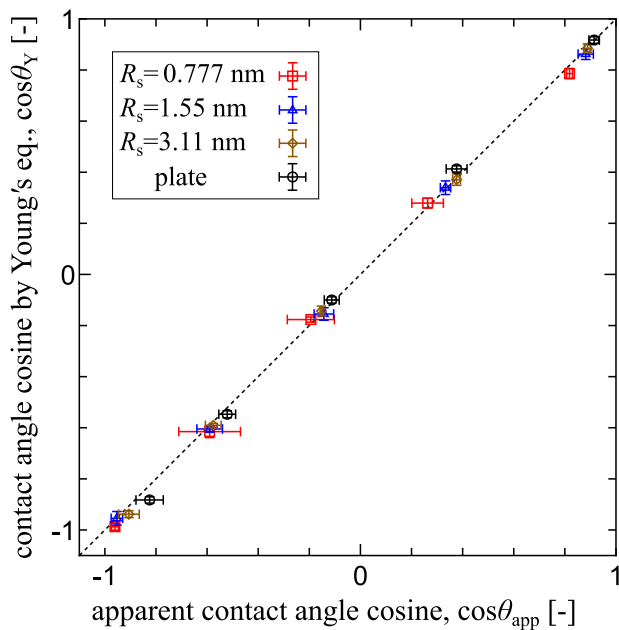 contact angle cosine by Young's eq., cosθY [-]
1
0
-1
Rs= 0.777 nm
Rs=1.55 nm
Rs=3.11 nm
plate
-1 0 1
apparent contact angle cosine, cosθapp [-]